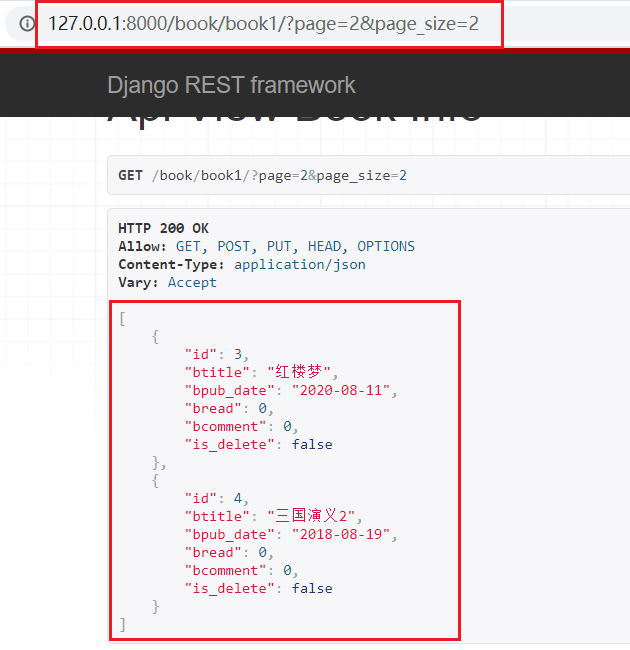 127.0.0.1:8000/book/book1/?page=2&page_size=2
Django REST framework
Api View Book Info
GET /book/book1/?page=2&page_size=2
HTTP 200 OK
Allow: GET, POST, PUT, HEAD, OPTIONS
Content-Type: application/json
Vary: Accept
[
    {
        "id": 3,
        "btitle": "红楼梦",
        "bpub_date": "2020-08-11",
        "bread": 0,
        "bcomment": 0,
        "is_delete": false
    },
    {
        "id": 4,
        "btitle": "三国演义2",
        "bpub_date": "2018-08-19",
        "bread": 0,
        "bcomment": 0,
        "is_delete": false
    }
]